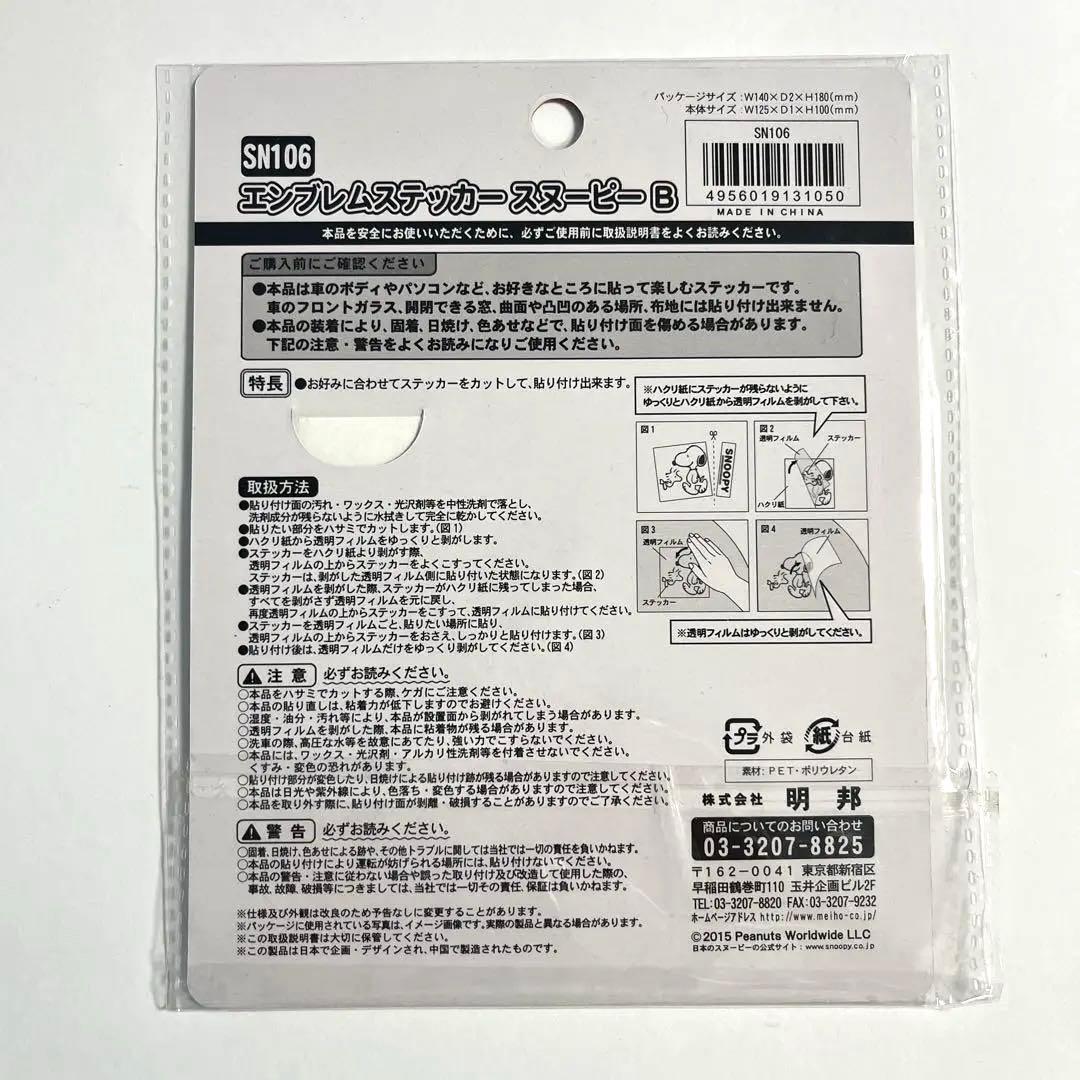 パッケージサイズ:W140×D2×H180(mm)
本体サイズ:W125×D1×H100(mm)
SN106
4956019131050
MADE IN CHINA
SN106
エンブレムステッカー スヌーピー B
本品を安全にお使いいただくために、必ずご使用前に取扱説明書をよくお読みください。
ご購入前にご確認ください
●本品は車のボディやパソコンなど、お好きなところに貼って楽しむステッカーです。
車のフロントガラス、開閉できる窓、曲面や凸凹のある場所、布地には貼り付け出来ません。
●本品の装着により、固着、日焼け、色あせなどで、貼り付け面を傷める場合があります。
下記の注意・警告をよくお読みになりご使用ください。
特長 ●お好みに合わせてステッカーをカットして、貼り付け出来ます。
※ハクリ紙にステッカーが残らないように
ゆっくりとハクリ紙から透明フィルムを剥がして下さい。
図1
SNOOPY
図2
透明フィルム ステッカー
ハクリ紙
図3
透明フィルム
ステッカー
図4
透明フィルム
※透明フィルムはゆっくりと剥がしてください。
取扱方法
●貼り付け面の汚れ・ワックス・光沢剤等を中性洗剤で落とし、
洗剤成分が残らないように水拭きして完全に乾かしてください。
●貼りたい部分をハサミでカットします。(図1)
●ハクリ紙から透明フィルムをゆっくりと剥がします。
●ステッカーをハクリ紙より剥がす際、
透明フィルムの上からステッカーをよくこすってください。
ステッカーは、剥がした透明フィルム側に貼り付いた状態になります。(図2)
●透明フィルムを剥がした際、ステッカーがハクリ紙に残ってしまった場合、
すべてを剥がさず透明フィルムを元に戻し、
再度透明フィルムの上からステッカーをこすって、透明フィルムに貼り付けてください。
●ステッカーを透明フィルムごと、貼りたい場所に貼り、
透明フィルムの上からステッカーをおさえ、しっかりと貼り付けます。(図3)
●貼り付け後は、透明フィルムだけをゆっくり剥がしてください。(図4)
注意 必ずお読みください。
○本品をハサミでカットする際、ケガにご注意ください。
○本品の貼り直しは、粘着力が低下しますのでお避けください。
○湿度・油分・汚れ等により、本品が設置面から剥がれてしまう場合があります。
○透明フィルムを剥がした際、本品に粘着物が残る場合があります。
○洗車の際、高圧な水等を故意にあてたり、強い力でこすらないでください。
○本品には、ワックス・光沢剤・アルカリ性洗剤等を付着させないでください。
くすみ・変色の恐れがあります。
○貼り付け部分が変色したり、日焼けによる貼り付け跡が残る場合がありますので注意してください。
○本品は日光や紫外線により、色落ち・変色する場合がありますので注意してください。
○本品を取り外す際に、貼り付け面が剥離・破損することがありますのでご了承ください。
警告 必ずお読みください。
○固着、日焼け、色あせによる跡や、その他トラブルに関しては当社では一切の責任を負いかねます。
○本品の貼り付けにより運転が妨げられる場所には、貼り付けないでください。
○本品の警告・注意に従わない場合や誤った取り付け及び改造して使用した際の、
事故、故障、破損等につきましては、当社では一切その責任、保証は負いかねます。
※仕様及び外観は改良のため予告なしに変更することがあります。
※パッケージに使用されている写真は、イメージ画像です。実際の製品と異なる場合があります。
※この取扱説明書は大切に保管してください。
※この製品は日本で企画・デザインされ、中国で製造されたものです。
プラ 外袋 紙 台紙
素材:PET・ポリウレタン
株式会社 明邦
商品についてのお問い合わせ
03-3207-8825
〒162-0041 東京都新宿区
早稲田鶴巻町110 玉井企画ビル2F
TEL:03-3207-8820 FAX:03-3207-9232
ホームページアドレス http://www.meiho-co.jp/
©2015 Peanuts Worldwide LLC
日本のスヌーピーの公式サイト:www.snoopy.co.jp